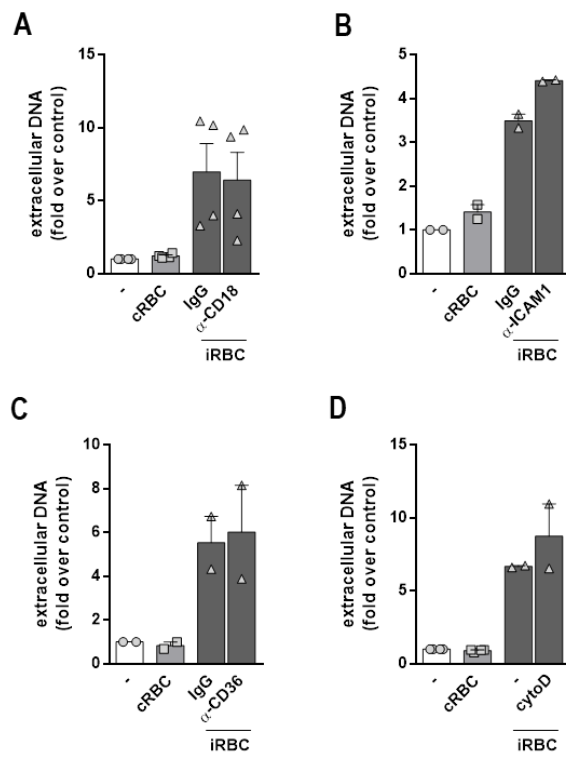 A
extracellular DNA
(fold over control)
15
10
5
0
-
cRBC
IgG
α-CD18
iRBC
B
extracellular DNA
(fold over control)
5
4
3
2
1
0
-
cRBC
IgG
α-ICAM1
iRBC
C
extracellular DNA
(fold over control)
10
8
6
4
2
0
-
cRBC
IgG
α-CD36
iRBC
D
extracellular DNA
(fold over control)
15
10
5
0
-
cRBC
-
cytoD
iRBC